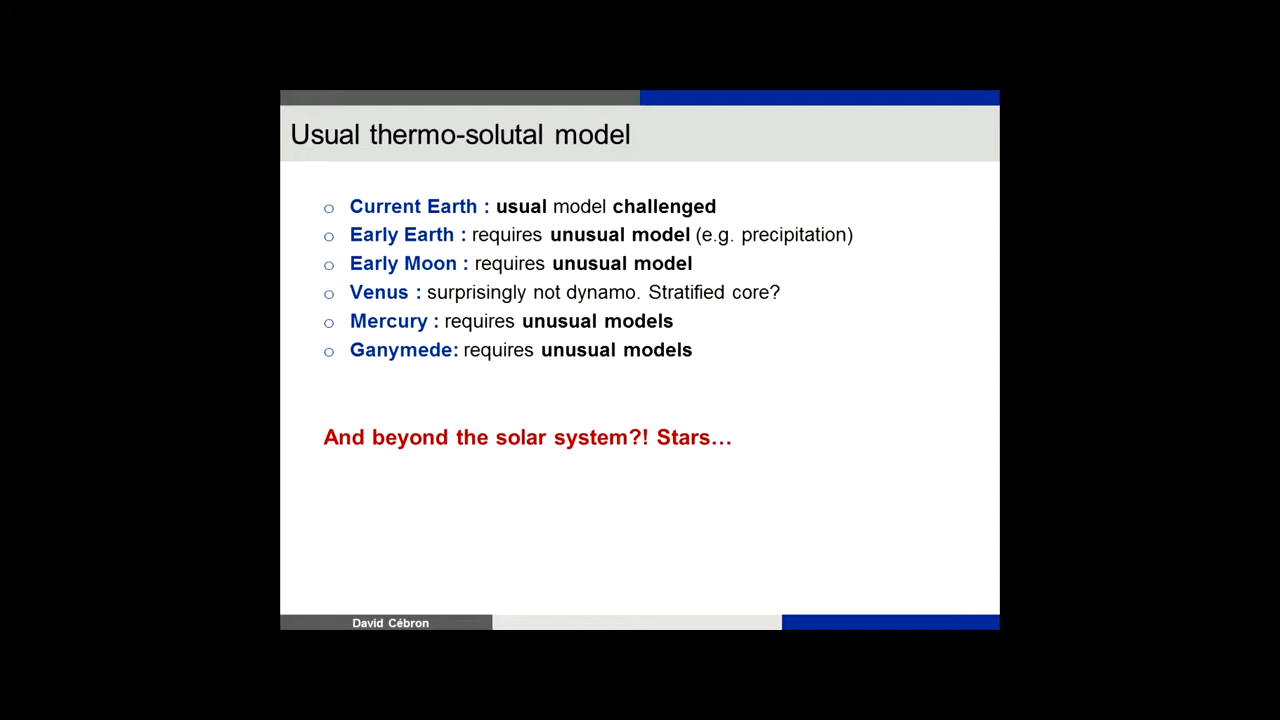 Usual thermo-solutal model
o Current Earth : usual model challenged
o Early Earth : requires unusual model (e.g. precipitation)
o Early Moon : requires unusual model
o Venus : surprisingly not dynamo. Stratified core?
o Mercury : requires unusual models
o Ganymede: requires unusual models
And beyond the solar system?! Stars…
David Cébron